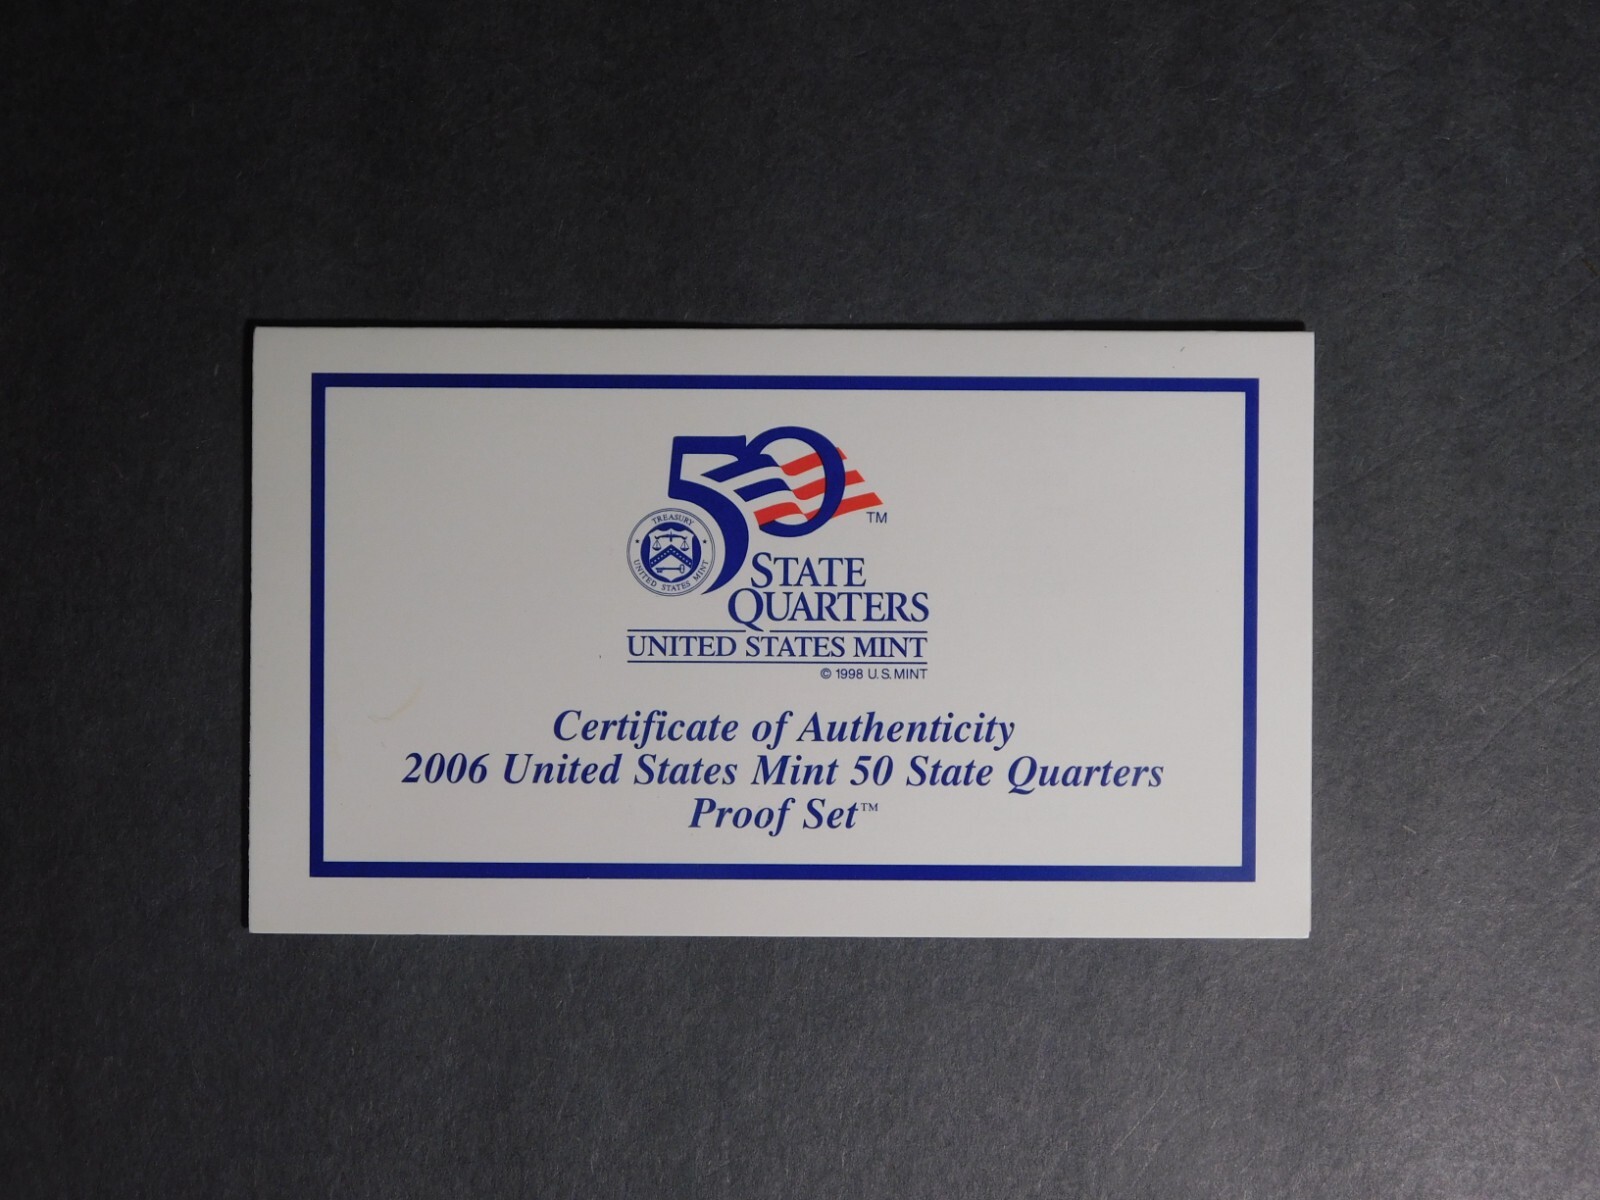 50
TM
TREASURY
UNITED STATES MINT
STATE
QUARTERS
UNITED STATES MINT
© 1998 U.S. MINT
Certificate of Authenticity
2006 United States Mint 50 State Quarters
Proof Set™